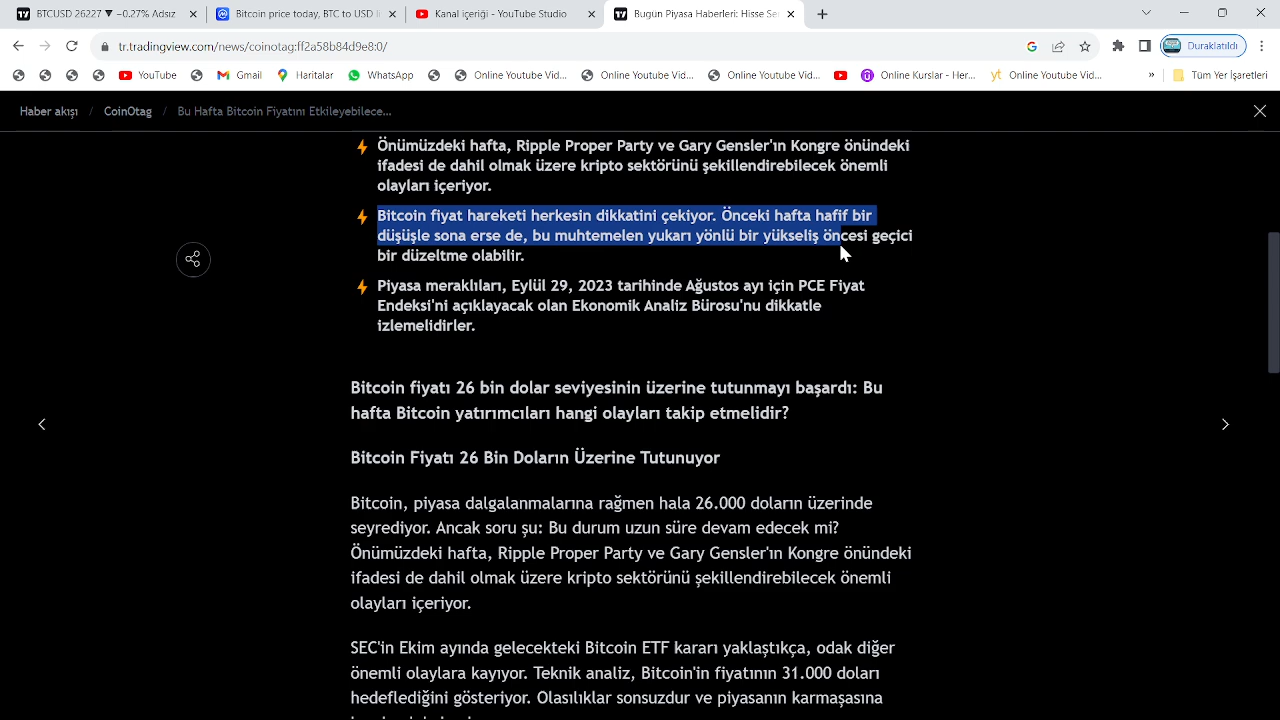 BTCUSD 26227 ▼ −0.27% Adsız
Bitcoin price today, BTC to USD li
Kanal içeriği - YouTube Studio
Bugün Piyasa Haberleri: Hisse Se
tr.tradingview.com/news/coinotag:ff2a58b84d9e8:0/
Duraklatıldı
YouTube
Gmail
Haritalar
WhatsApp
Online Youtube Vid...
Online Youtube Vid...
Online Youtube Vid...
Online Kurslar - Her...
yt Online Youtube Vid...
» Tüm Yer İşaretleri
Haber akışı / CoinOtag / Bu Hafta Bitcoin Fiyatını Etkileyebilece...
Önümüzdeki hafta, Ripple Proper Party ve Gary Gensler'ın Kongre önündeki
ifadesi de dahil olmak üzere kripto sektörünü şekillendirebilecek önemli
olayları içeriyor.
Bitcoin fiyat hareketi herkesin dikkatini çekiyor. Önceki hafta hafif bir
düşüşle sona erse de, bu muhtemelen yukarı yönlü bir yükseliş öncesi geçici
bir düzeltme olabilir.
Piyasa meraklıları, Eylül 29, 2023 tarihinde Ağustos ayı için PCE Fiyat
Endeksi'ni açıklayacak olan Ekonomik Analiz Bürosu'nu dikkatle
izlemelidirler.
Bitcoin fiyatı 26 bin dolar seviyesinin üzerine tutunmayı başardı: Bu
hafta Bitcoin yatırımcıları hangi olayları takip etmelidir?
Bitcoin Fiyatı 26 Bin Doların Üzerine Tutunuyor
Bitcoin, piyasa dalgalanmalarına rağmen hala 26.000 doların üzerinde
seyrediyor. Ancak soru şu: Bu durum uzun süre devam edecek mi?
Önümüzdeki hafta, Ripple Proper Party ve Gary Gensler'ın Kongre önündeki
ifadesi de dahil olmak üzere kripto sektörünü şekillendirebilecek önemli
olayları içeriyor.
SEC'in Ekim ayında gelecekteki Bitcoin ETF kararı yaklaştıkça, odak diğer
önemli olaylara kayıyor. Teknik analiz, Bitcoin'in fiyatının 31.000 doları
hedeflediğini gösteriyor. Olasılıklar sonsuzdur ve piyasanın karmaşasına